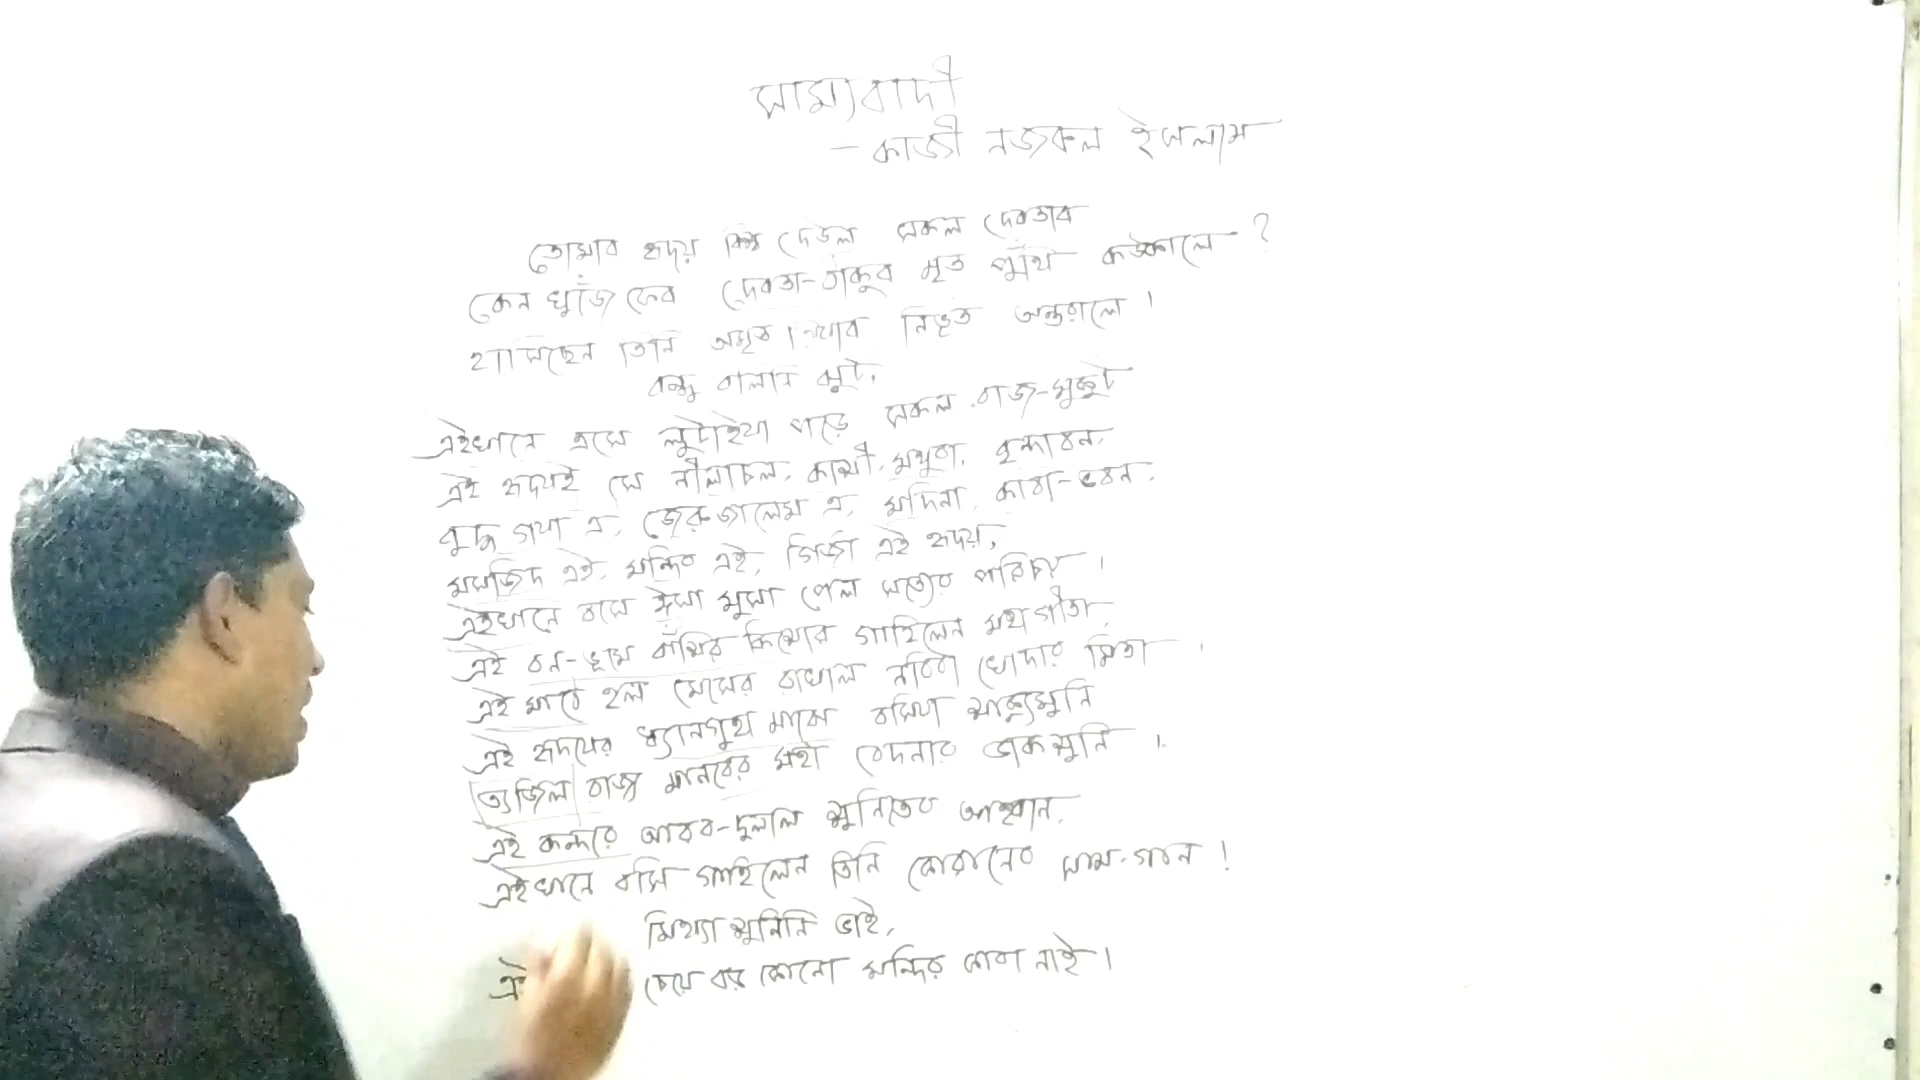 সাম্যবাদী
- কাজী নজরুল ইসলাম
তোমার হৃদয় বিশ্ব দেউল সকল দেবতার
কেন খুঁজে ফের দেবতা-ঠাকুর মৃত পুঁথি কঙ্কালে ?
হাসিছেন তিনি অমৃত হিয়ার নিভৃত অন্তরালে ।
বন্ধু বলিনি ঝুট,
এইখানে এসে লুটাইয়া পড়ে সকল রাজ-মুকুট
এই হৃদয়ই সে নীলাচল, কাশী, মথুরা, বৃন্দাবন,
বুদ্ধ গয়া এ, জেরুজালেম এ, মদিনা, কাবা-ভবন,
মসজিদ এই, মন্দির এই, গির্জা এই হৃদয়,
এইখানে বসে ঈসা মুসা পেল সত্যের পরিচয় ।
এই রন-ভূমে বাঁশির কিশোর গাহিলেন মহা গীতা,
এই মাঠে হল মেষের রাখাল নবিরা খোদার মিতা ।
এই হৃদয়ের ধ্যানগুহা মাঝে বসিয়া শাক্যমুনি
ত্যজিল রাজ্য মানবের মহা বেদনার ডাক শুনি ।
এই কন্দরে আরব-দুলাল শুনিতেন আহ্বান,
এইখানে বসি গাহিলেন তিনি কোরানের সাম-গান !
মিথ্যা শুনিনি ভাই,
এই চেয়ে বড় কোনো মন্দির কাবা নাই ।